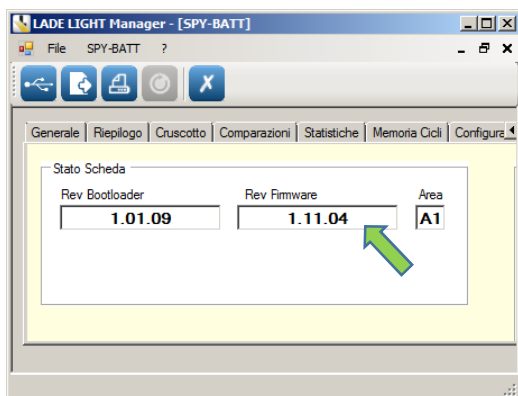 LADE LIGHT Manager - [SPY-BATT]
File SPY-BATT ?
Generale Riepilogo Cruscotto Comparazioni Statistiche Memoria Cicli Configura
Stato Scheda
Rev Bootloader Rev Firmware Area
1.01.09 1.11.04 A1